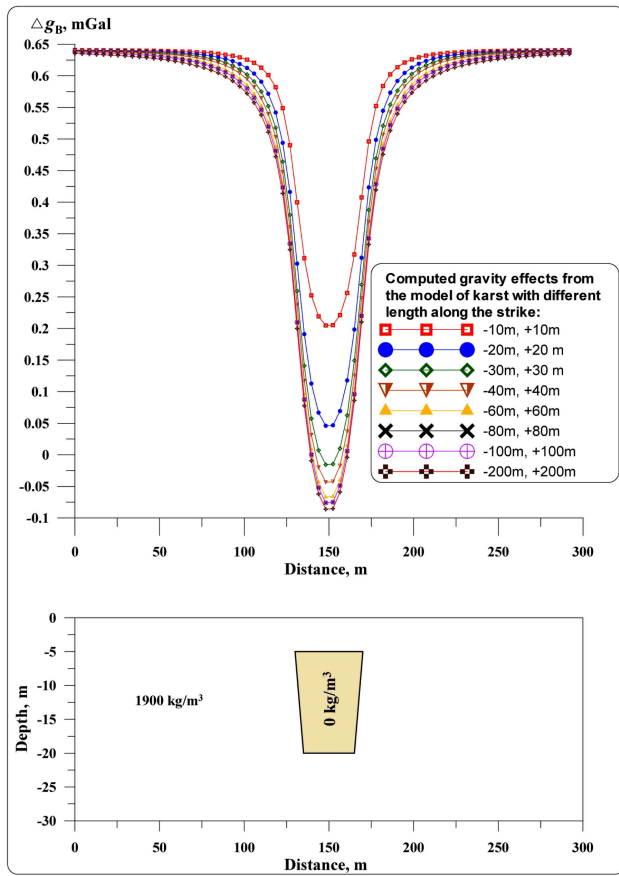 △gB, mGal
0.65
0.6
0.55
0.5
0.45
0.4
0.35
0.3
0.25
0.2
0.15
0.1
0.05
0
-0.05
-0.1
0 50 100 150 200 250 300
Distance, m
Computed gravity effects from
the model of karst with different
length along the strike:
-10m, +10m
-20m, +20 m
-30m, +30 m
-40m, +40m
-60m, +60m
-80m, +80m
-100m, +100m
-200m, +200m
Depth, m
0
-5
-10
-15
-20
-25
-30
1900 kg/m³
0 kg/m³
0 50 100 150 200 250 300
Distance, m